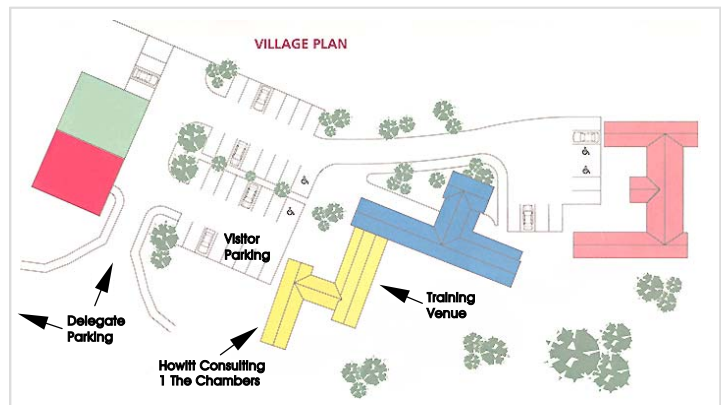 VILLAGE PLAN
Visitor
Parking
Delegate
Parking
Training
Venue
Howitt Consulting
1 The Chambers